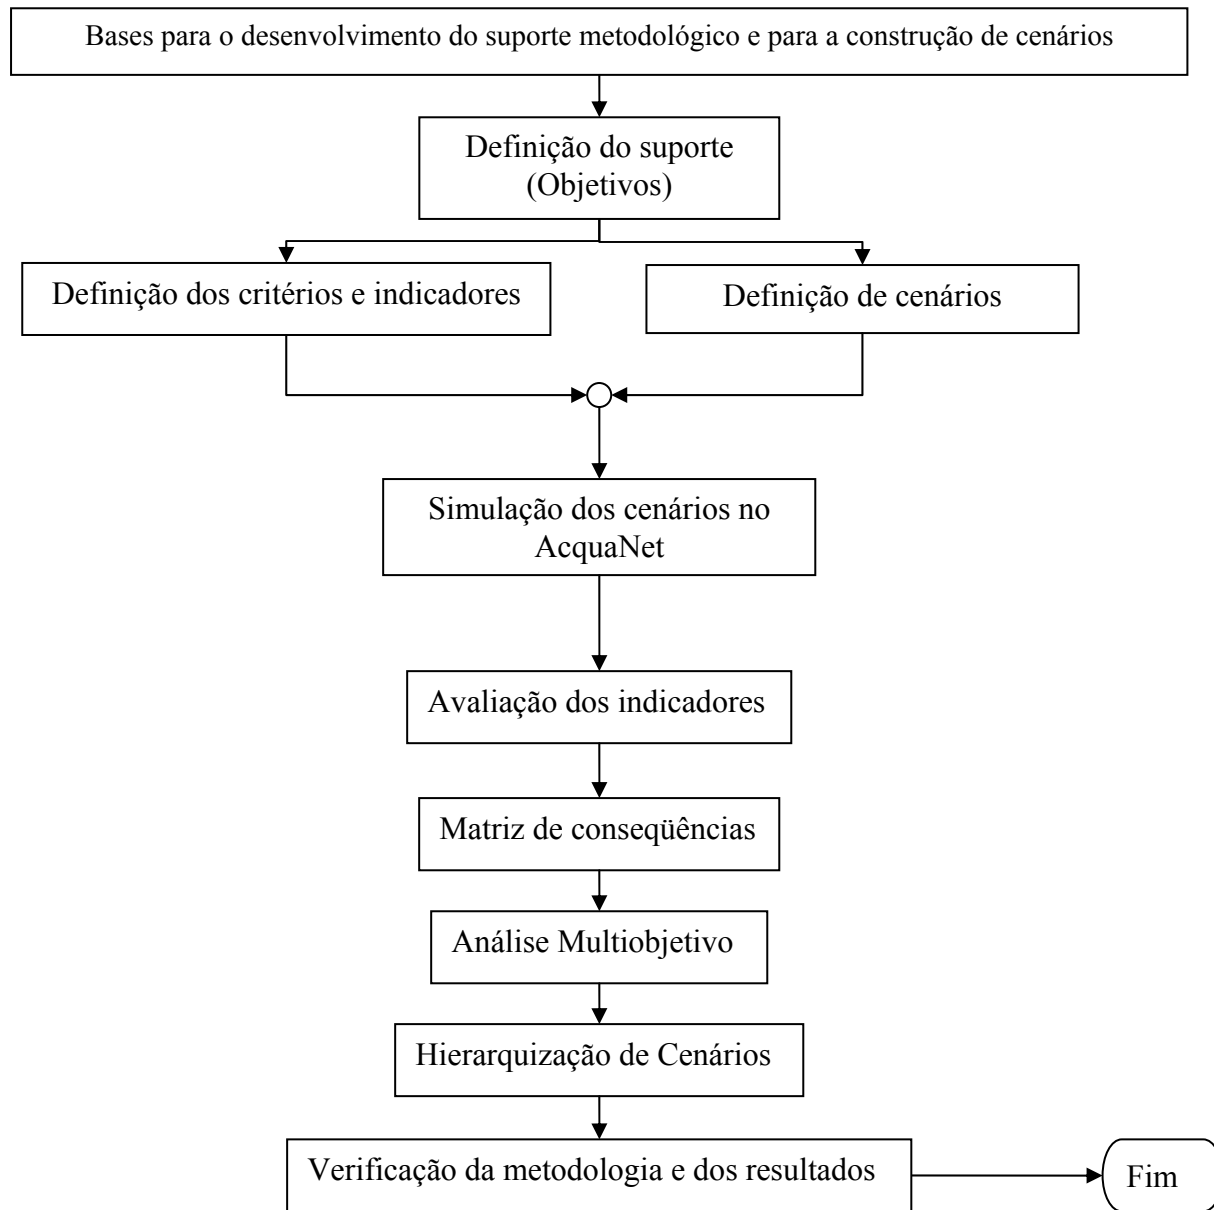 Bases para o desenvolvimento do suporte metodológico e para a construção de cenários
Definição do suporte
(Objetivos)
Definição dos critérios e indicadores
Definição de cenários
Simulação dos cenários no
AcquaNet
Avaliação dos indicadores
Matriz de conseqüências
Análise Multiobjetivo
Hierarquização de Cenários
Verificação da metodologia e dos resultados
Fim